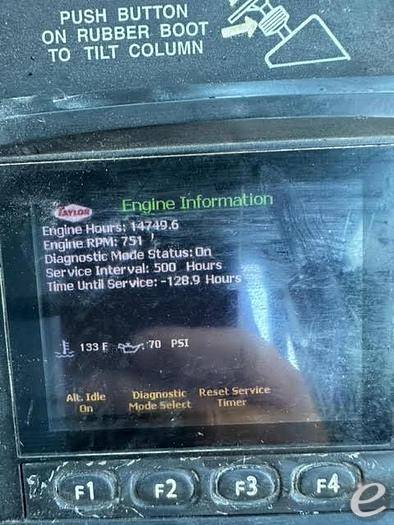 PUSH BUTTON
ON RUBBER BOOT
TO TILT COLUMN
TAYLOR
Engine Information
Engine Hours: 14749.6
Engine RPM: 751
Diagnostic Mode Status: On
Service Interval: 500 Hours
Time Until Service: -128.9 Hours
133 F 70 PSI
Alt. Idle On
Diagnostic Mode Select
Reset Service Timer
F1 F2 F3 F4
e